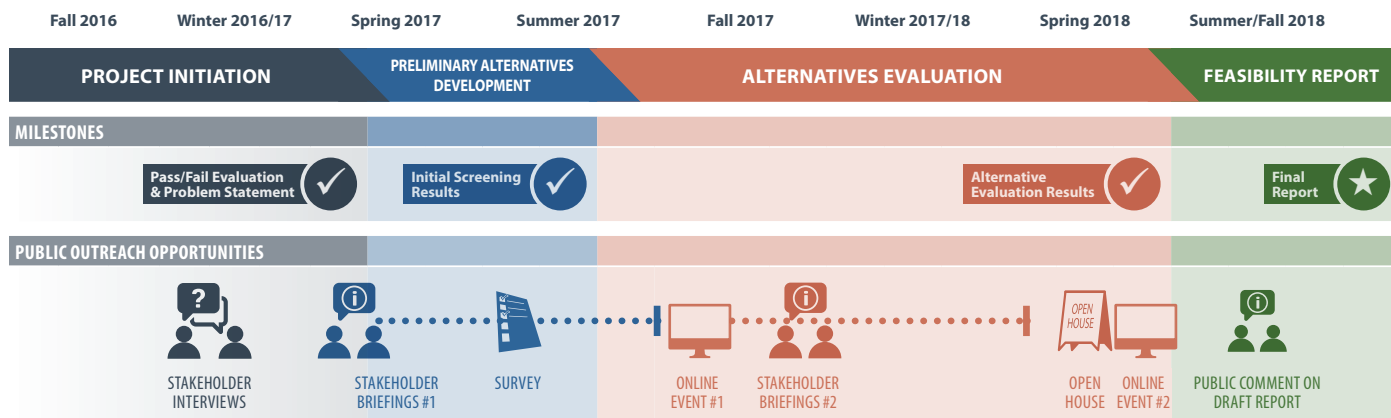 Fall 2016 Winter 2016/17 Spring 2017 Summer 2017 Fall 2017 Winter 2017/18 Spring 2018 Summer/Fall 2018
PROJECT INITIATION
PRELIMINARY ALTERNATIVES
DEVELOPMENT
ALTERNATIVES EVALUATION
FEASIBILITY REPORT
MILESTONES
Pass/Fail Evaluation
& Problem Statement
Initial Screening
Results
Alternative
Evaluation Results
Final
Report
PUBLIC OUTREACH OPPORTUNITIES
?
i
i
OPEN
HOUSE
i
STAKEHOLDER
INTERVIEWS
STAKEHOLDER
BRIEFINGS #1
SURVEY
ONLINE
EVENT #1
STAKEHOLDER
BRIEFINGS #2
OPEN
HOUSE
ONLINE
EVENT #2
PUBLIC COMMENT ON
DRAFT REPORT